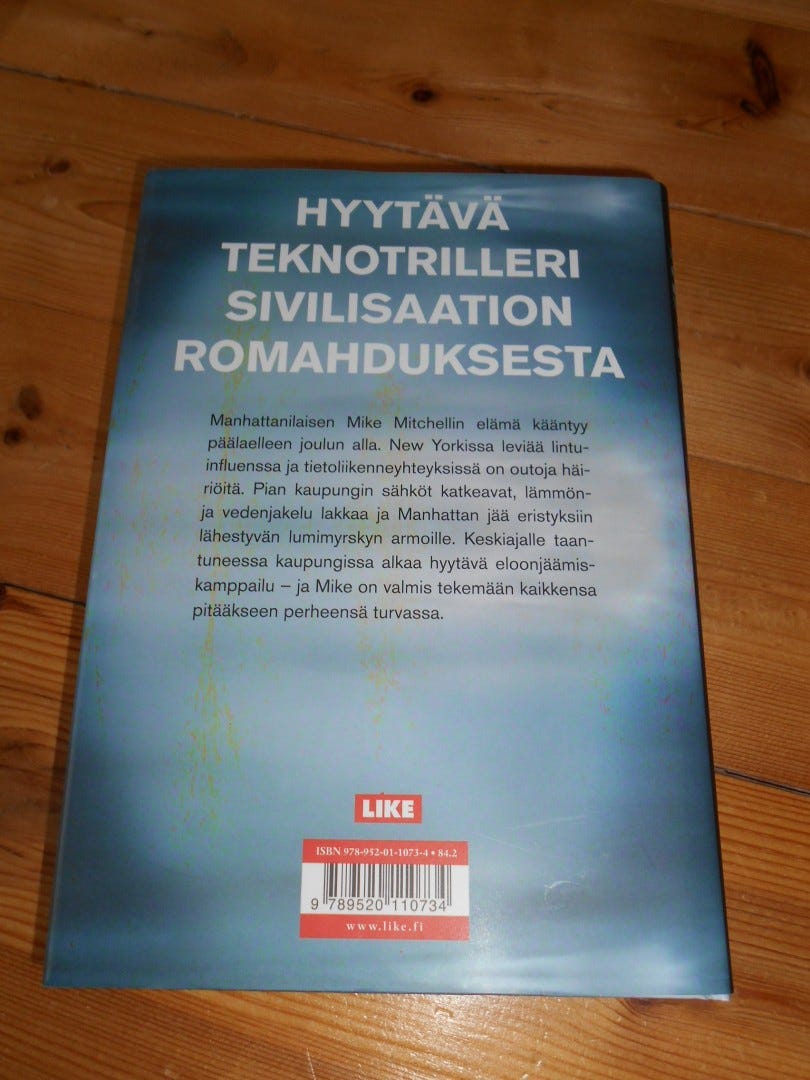 HYYTÄVÄ
TEKNOTRILLERI
SIVILISAATION
ROMAHDUKSESTA
Manhattanilaisen Mike Mitchellin elämä kääntyy
päälaelleen joulun alla. New Yorkissa leviää lintu-
influenssa ja tietoliikenneyhteyksissä on outoja häi-
riöitä. Pian kaupungin sähköt katkeavat, lämmön-
ja vedenjakelu lakkaa ja Manhattan jää eristyksiin
lähestyvän lumimyrskyn armoille. Keskiajalle taan-
tuneessa kaupungissa alkaa hyytävä eloonjäämis-
kamppailu – ja Mike on valmis tekemään kaikkensa
pitääkseen perheensä turvassa.
LIKE
ISBN 978-952-01-1073-4 • 84.2
9 789520 110734
www.like.fi